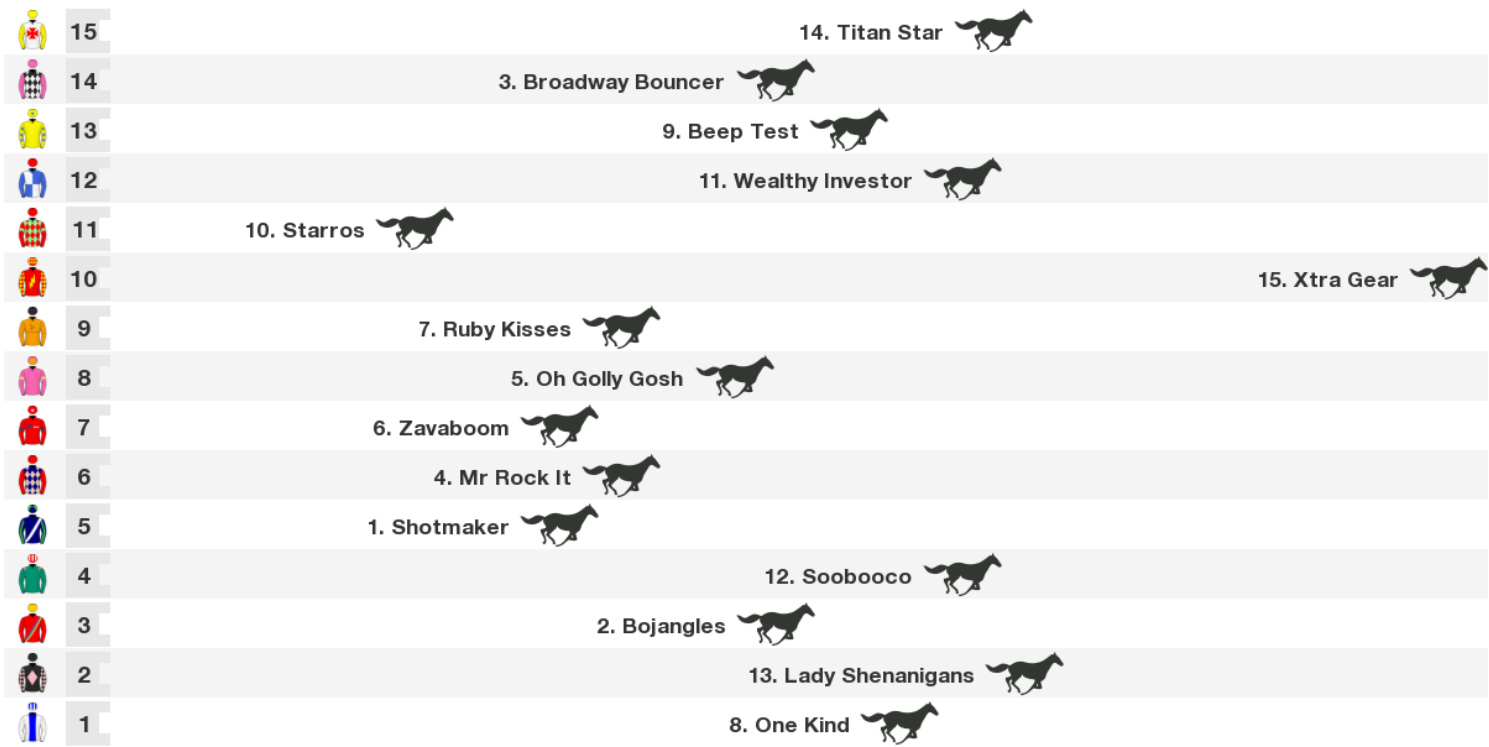 15 14. Titan Star
14 3. Broadway Bouncer
13 9. Beep Test
12 11. Wealthy Investor
11 10. Starros
10 15. Xtra Gear
9 7. Ruby Kisses
8 5. Oh Golly Gosh
7 6. Zavaboom
6 4. Mr Rock It
5 1. Shotmaker
4 12. Soobooco
3 2. Bojangles
2 13. Lady Shenanigans
1 8. One Kind